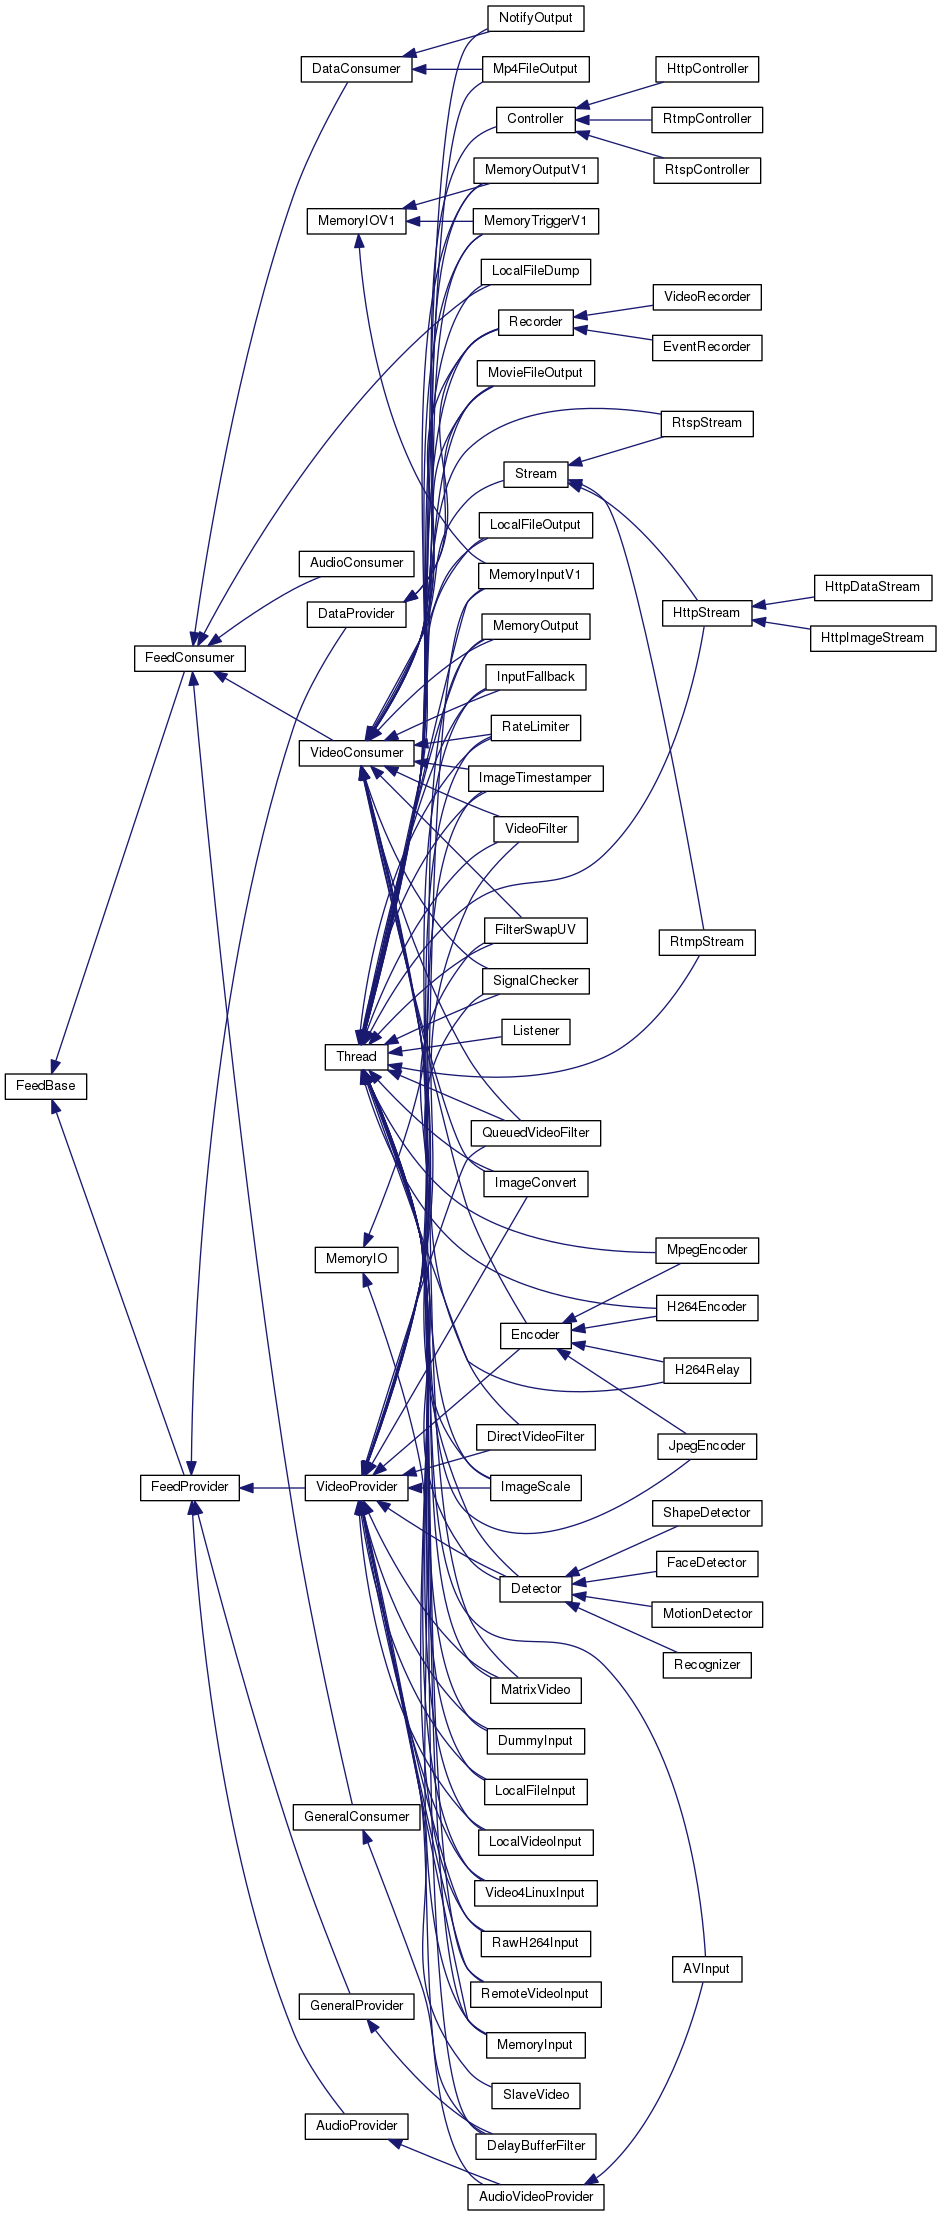 NotifyOutput
DataConsumer
Mp4FileOutput
HttpController
Controller
RtmpController
MemoryOutputV1
RtspController
MemoryIOV1
MemoryTriggerV1
LocalFileDump
VideoRecorder
Recorder
EventRecorder
MovieFileOutput
RtspStream
Stream
LocalFileOutput
AudioConsumer
MemoryInputV1
HttpDataStream
DataProvider
HttpStream
MemoryOutput
HttpImageStream
FeedConsumer
InputFallback
RateLimiter
VideoConsumer
ImageTimestamper
VideoFilter
FilterSwapUV
RtmpStream
SignalChecker
Listener
Thread
FeedBase
QueuedVideoFilter
ImageConvert
MpegEncoder
MemoryIO
H264Encoder
Encoder
H264Relay
DirectVideoFilter
JpegEncoder
FeedProvider
VideoProvider
ImageScale
ShapeDetector
FaceDetector
Detector
MotionDetector
Recognizer
MatrixVideo
DummyInput
LocalFileInput
GeneralConsumer
LocalVideoInput
Video4LinuxInput
RawH264Input
AVInput
RemoteVideoInput
GeneralProvider
MemoryInput
SlaveVideo
AudioProvider
DelayBufferFilter
AudioVideoProvider